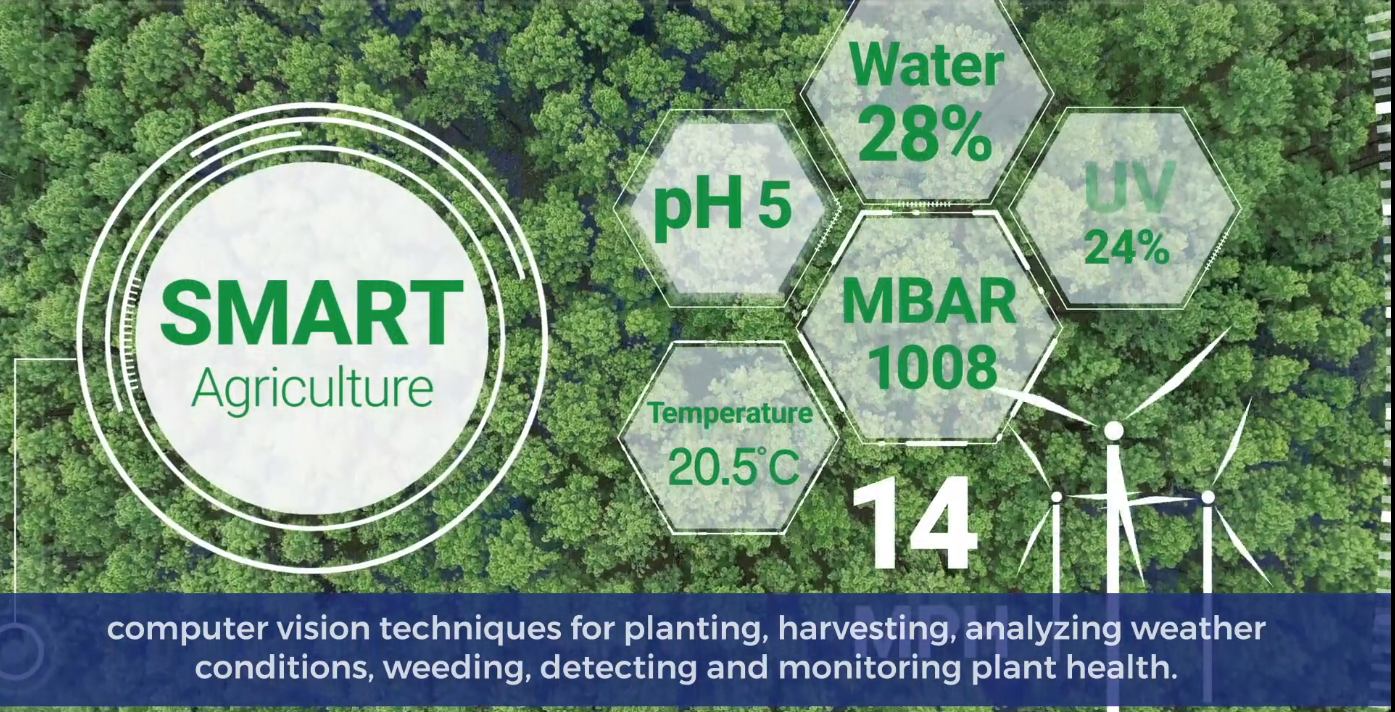 SMART
Agriculture
Water
28%
pH 5
UV
24%
MBAR
1008
Temperature
20.5°C
14
MPH
computer vision techniques for planting, harvesting, analyzing weather
conditions, weeding, detecting and monitoring plant health.